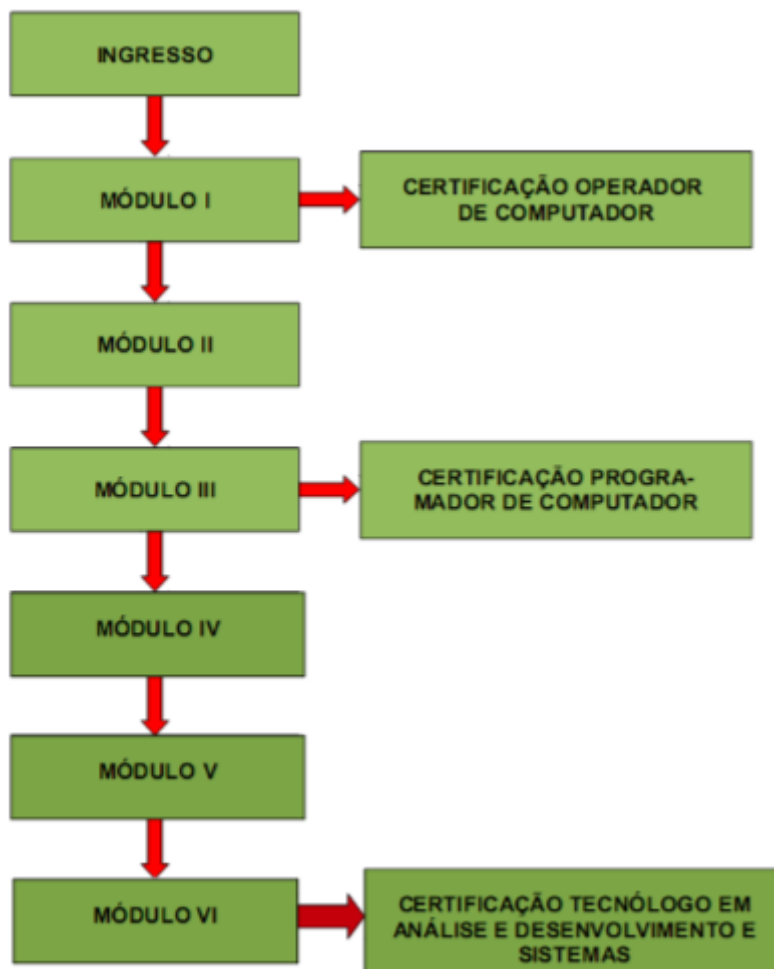 INGRESSO
MÓDULO I
CERTIFICAÇÃO OPERADOR
DE COMPUTADOR
MÓDULO II
MÓDULO III
CERTIFICAÇÃO PROGRA-
MADOR DE COMPUTADOR
MÓDULO IV
MÓDULO V
MÓDULO VI
CERTIFICAÇÃO TECNÓLOGO EM
ANÁLISE E DESENVOLVIMENTO E
SISTEMAS